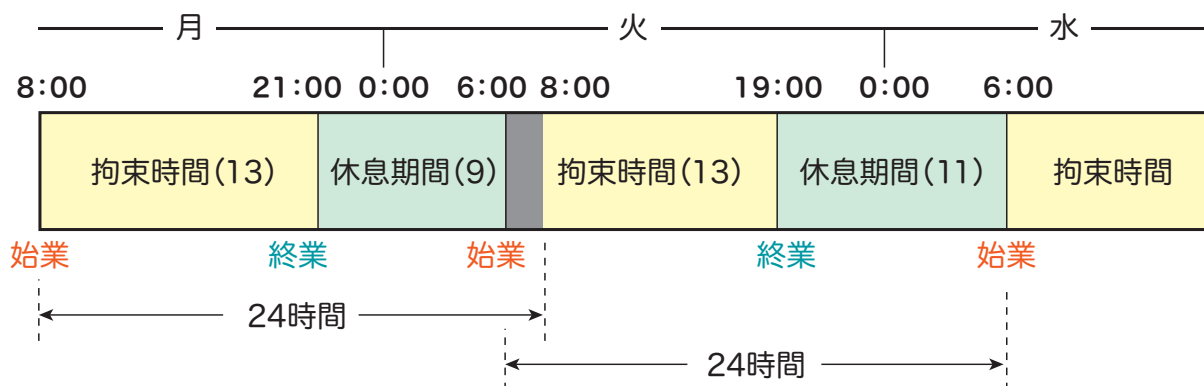 月 火 水
8:00 21:00 0:00 6:00 8:00 19:00 0:00 6:00
拘束時間(13) 休息期間(9) 拘束時間(13) 休息期間(11) 拘束時間
始業 終業 始業 終業 始業
24時間
24時間